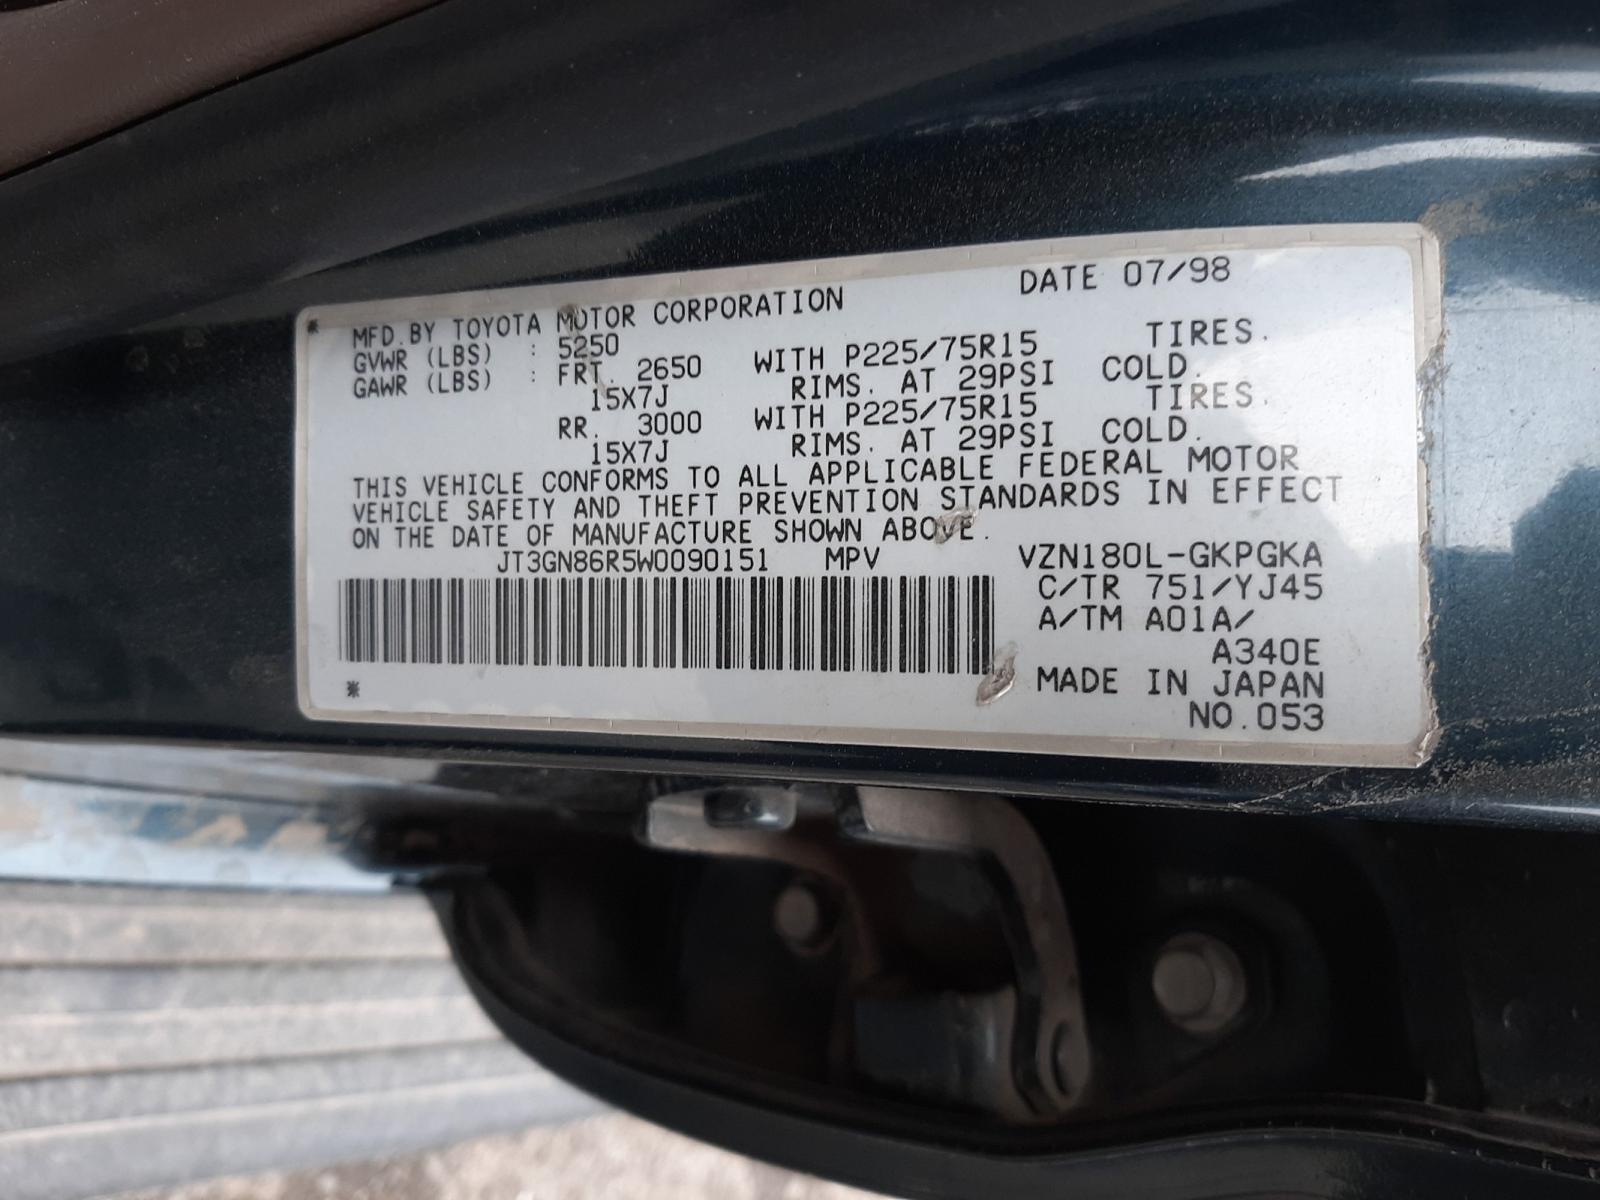 DATE 07/98
MFD.BY TOYOTA MOTOR CORPORATION
GVWR (LBS) : 5250
GAWR (LBS) : FRT. 2650 WITH P225/75R15 TIRES.
15X7J RIMS. AT 29PSI COLD.
RR. 3000 WITH P225/75R15 TIRES.
15X7J RIMS. AT 29PSI COLD.
THIS VEHICLE CONFORMS TO ALL APPLICABLE FEDERAL MOTOR
VEHICLE SAFETY AND THEFT PREVENTION STANDARDS IN EFFECT
ON THE DATE OF MANUFACTURE SHOWN ABOVE.
JT3GN86R5W0090151 MPV VZN180L-GKPGKA
C/TR 751/YJ45
A/TM A01A/
A340E
MADE IN JAPAN
NO.053